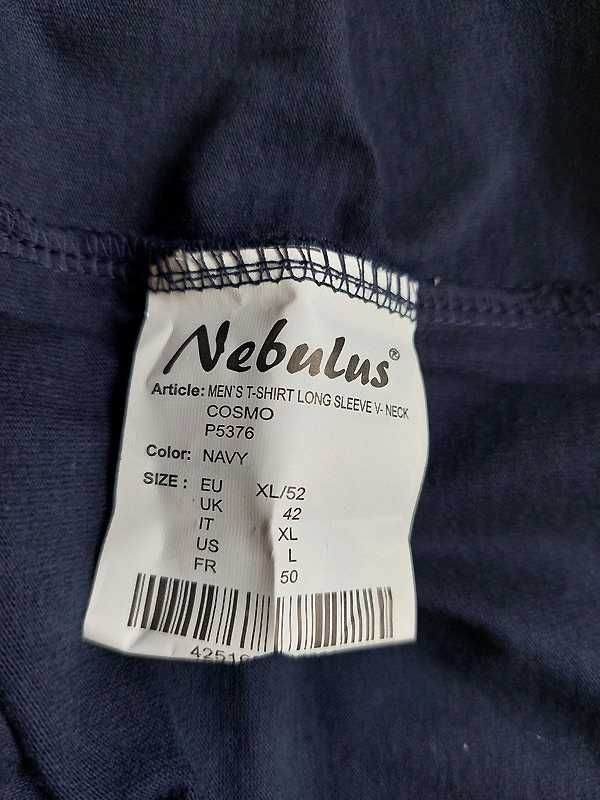 Nebulus®
Article: MEN`S T-SHIRT LONG SLEEVE V- NECK
COSMO
P5376
Color: NAVY
SIZE : EU XL/52
UK 42
IT XL
US L
FR 50